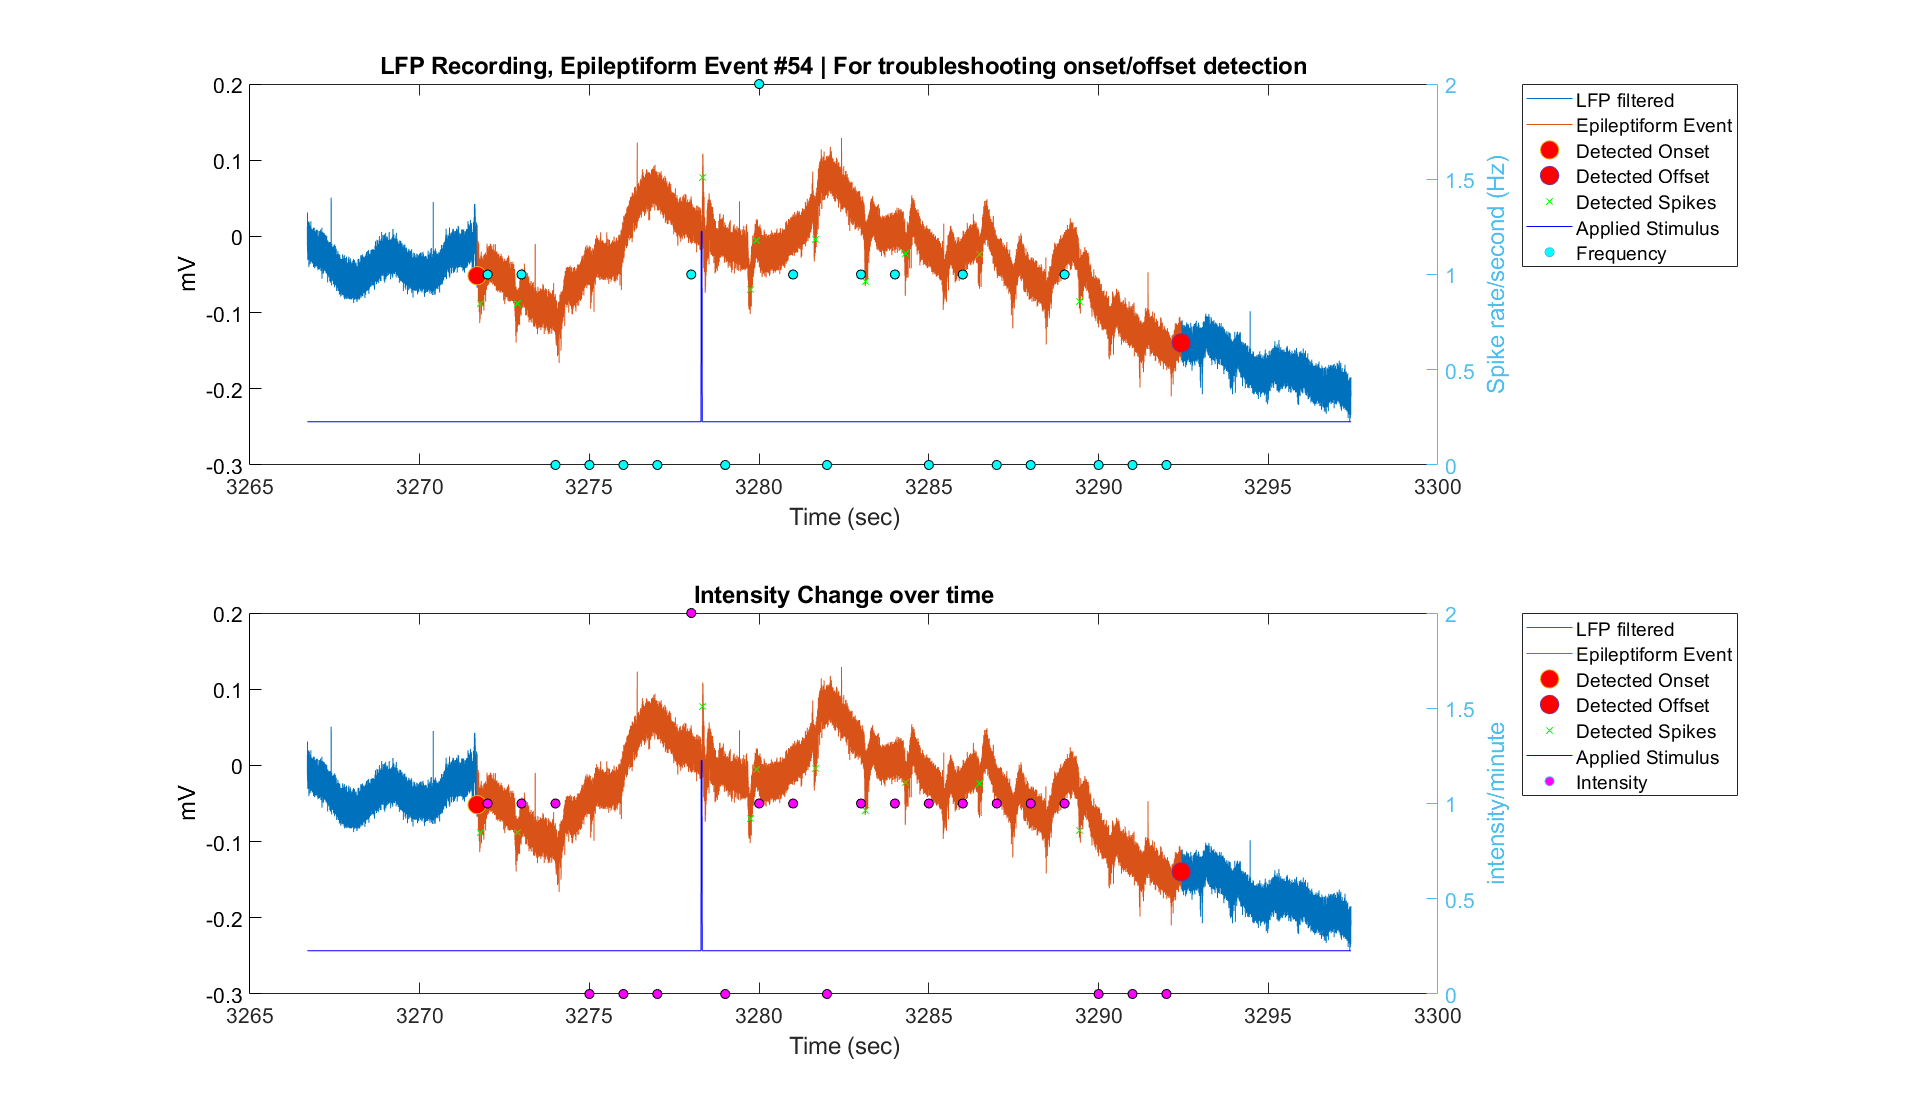 LFP Recording, Epileptiform Event #54 | For troubleshooting onset/offset detection
0.2
0.1
0
-0.1
-0.2
-0.3
mV
3265
3270
3275
3280
3285
3290
3295
3300
Time (sec)
2
1.5
1
0.5
0
Spike rate/second (Hz)
LFP filtered
Epileptiform Event
Detected Onset
Detected Offset
Detected Spikes
Applied Stimulus
Frequency
Intensity Change over time
0.2
0.1
0
-0.1
-0.2
-0.3
mV
3265
3270
3275
3280
3285
3290
3295
3300
Time (sec)
2
1.5
1
0.5
0
intensity/minute
LFP filtered
Epileptiform Event
Detected Onset
Detected Offset
Detected Spikes
Applied Stimulus
Intensity